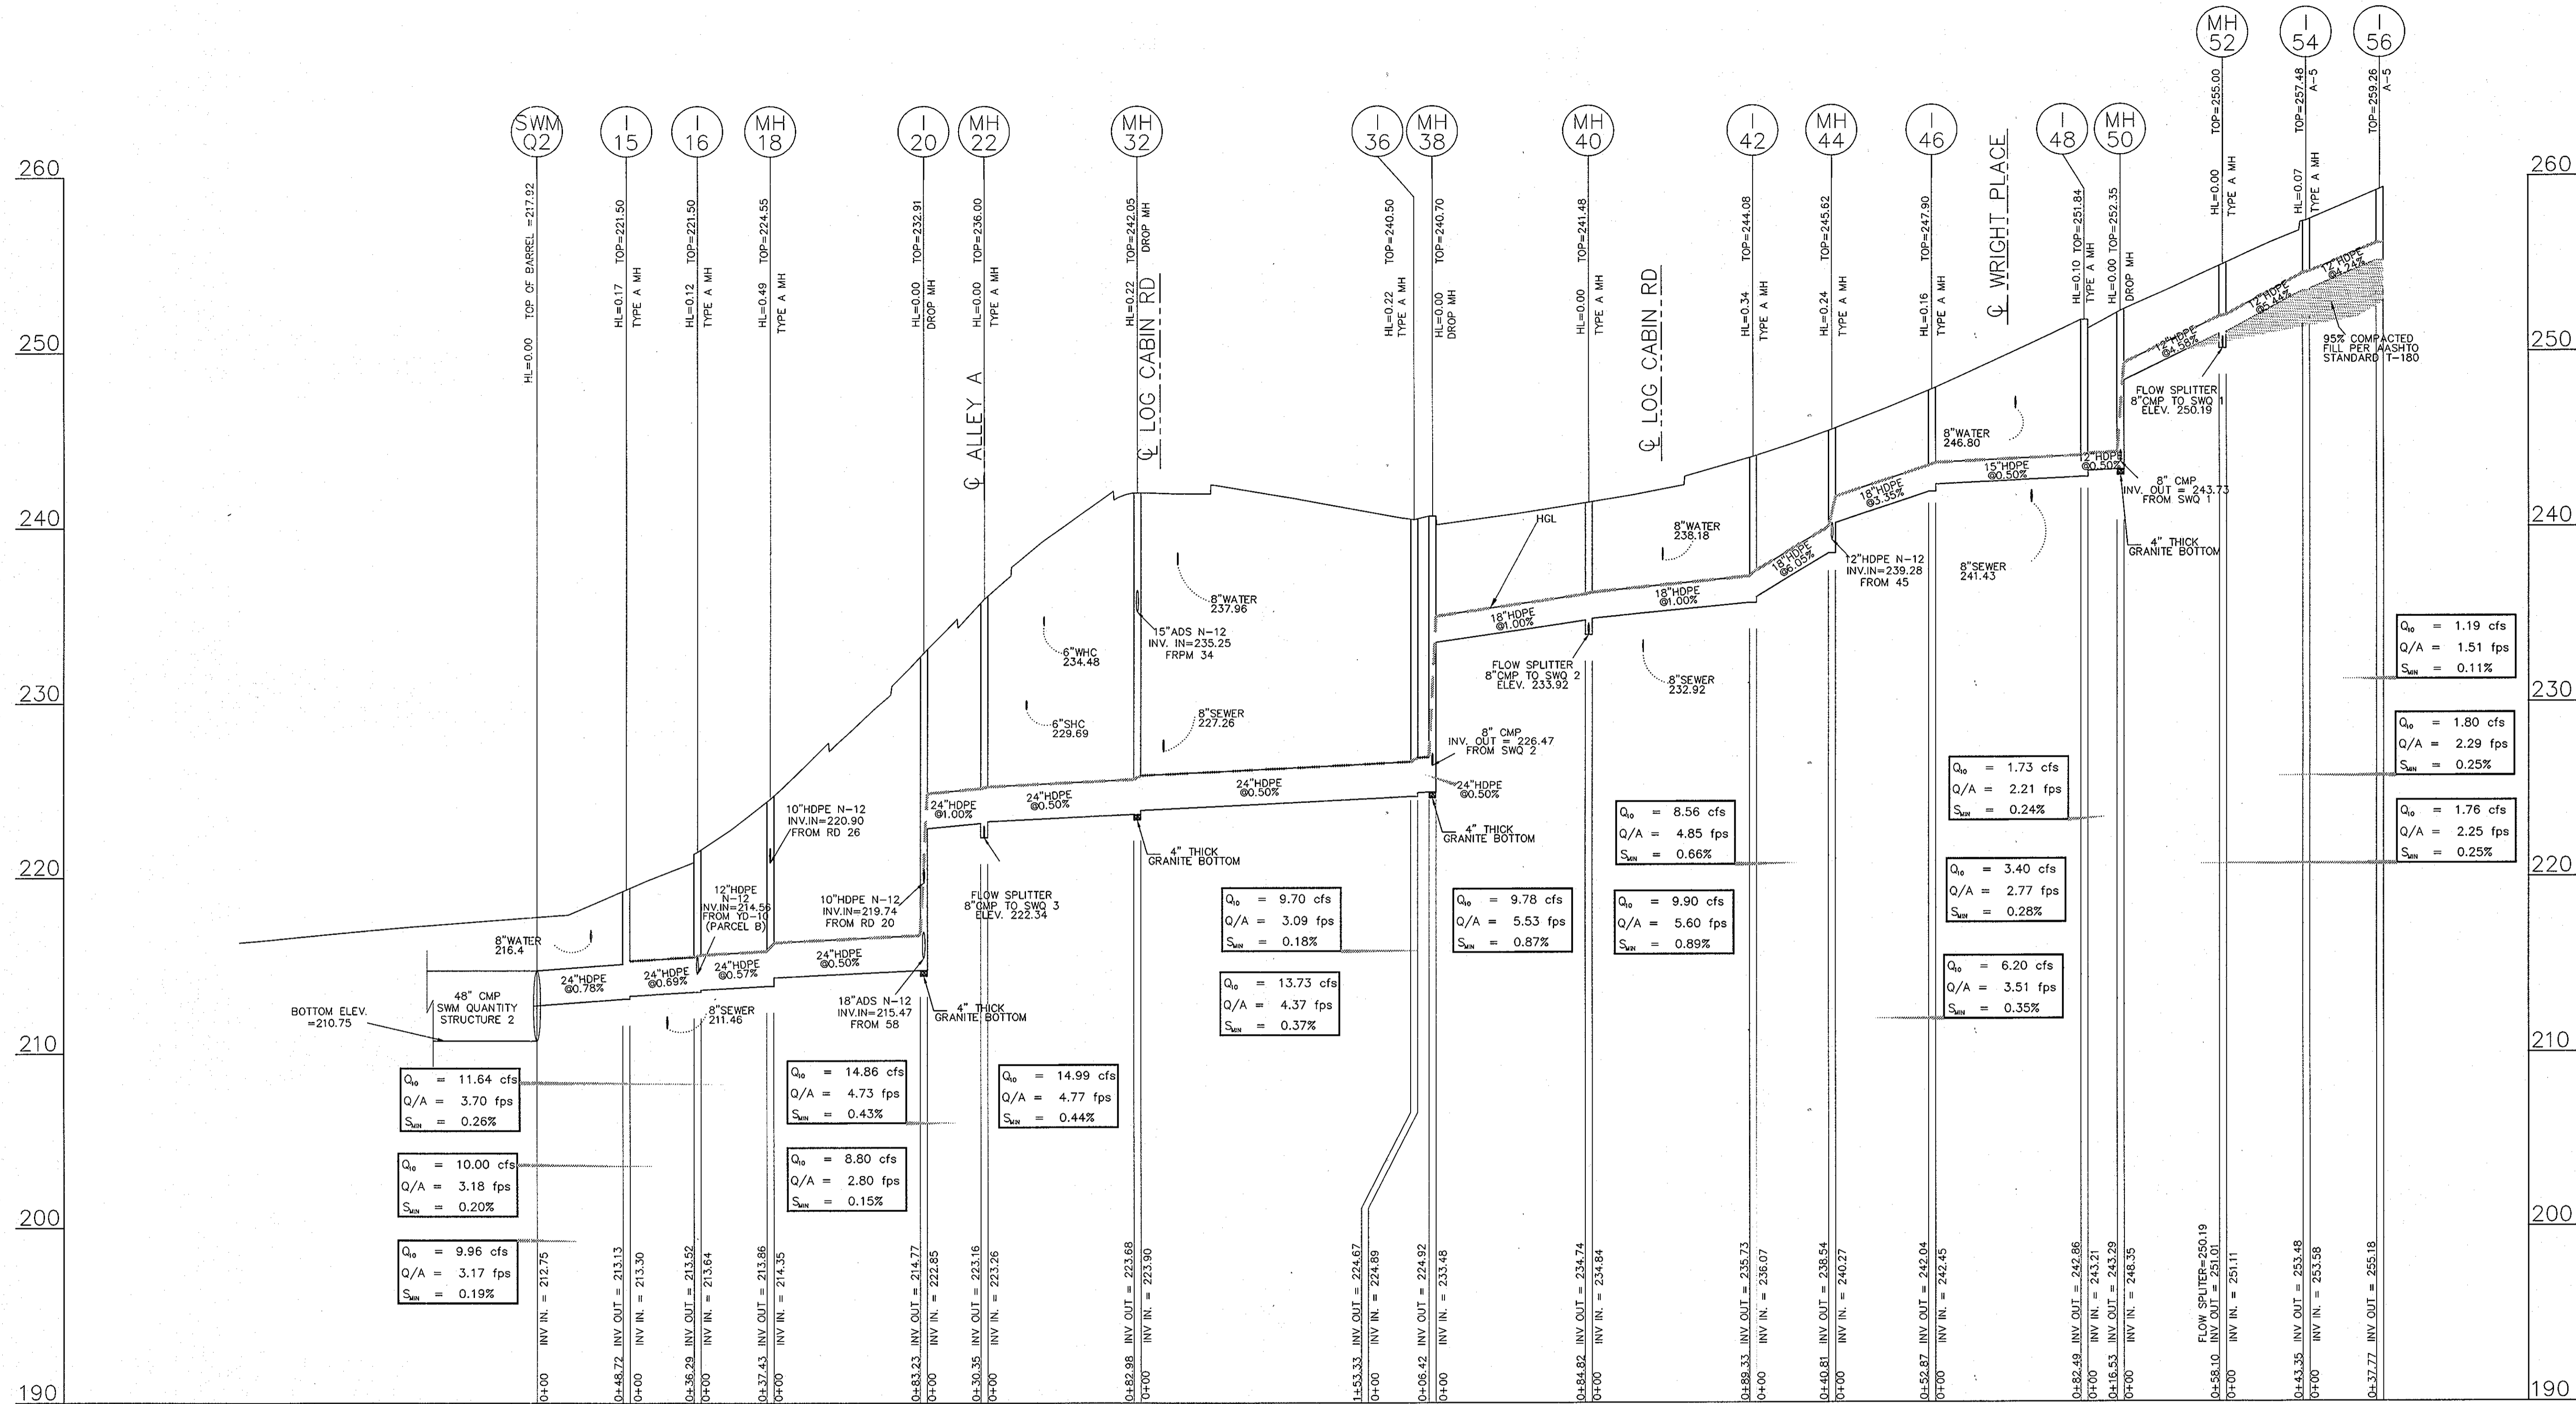 MH
52
I
54
I
56
SWM
Q2
I
15
I
16
MH
18
I
20
MH
22
MH
32
I
36
MH
38
MH
40
I
42
MH
44
I
46
I
48
MH
50
260
250
240
230
220
210
200
190
260
250
240
230
220
210
200
190
HL=0.00 TOP OF BARREL =217.92
HL=0.17 TOP=221.50
TYPE A MH
HL=0.12 TOP=221.50
TYPE A MH
HL=0.49 TOP=224.55
TYPE A MH
HL=0.00 TOP=232.91
DROP MH
HL=0.00 TOP=236.00
TYPE A MH
HL=0.22 TOP=242.05
DROP MH
HL=0.22 TOP=240.50
TYPE A MH
HL=0.00 TOP=240.70
DROP MH
HL=0.00 TOP=241.48
TYPE A MH
HL=0.34 TOP=244.08
TYPE A MH
HL=0.24 TOP=245.62
TYPE A MH
HL=0.16 TOP=247.90
TYPE A MH
HL=0.10 TOP=251.84
TYPE A MH
HL=0.00 TOP=252.35
DROP MH
HL=0.00 TOP=255.00
TYPE A MH
HL=0.07 TOP=257.48
TYPE A MH A-5
TOP=259.26
A-5
℄ ALLEY A
℄ LOG CABIN RD
℄ LOG CABIN RD
℄ WRIGHT PLACE
12"HDPE
@4.24%
12"HDPE
@5.44%
12"HDPE
@4.58%
95% COMPACTED
FILL PER AASHTO
STANDARD T-180
FLOW SPLITTER
8"CMP TO SWQ 1
ELEV. 250.19
8"WATER
246.80
15"HDPE
@0.50%
12"HDPE
@0.50%
8" CMP
INV. OUT = 243.73
FROM SWQ 1
4" THICK
GRANITE BOTTOM
18"HDPE
@3.35%
18"HDPE
@6.05%
12"HDPE N-12
INV.IN=239.28
FROM 45
8"SEWER
241.43
HGL
8"WATER
238.18
18"HDPE
@1.00%
18"HDPE
@1.00%
FLOW SPLITTER
8"CMP TO SWQ 2
ELEV. 233.92
8"SEWER
232.92
8"WATER
237.96
15"ADS N-12
INV. IN=235.25
FRPM 34
6"WHC
234.48
6"SHC
229.69
8"SEWER
227.26
8" CMP
INV. OUT = 226.47
FROM SWQ 2
24"HDPE
@0.50%
4" THICK
GRANITE BOTTOM
24"HDPE
@1.00%
24"HDPE
@0.50%
24"HDPE
@0.50%
4" THICK
GRANITE BOTTOM
FLOW SPLITTER
8"CMP TO SWQ 3
ELEV. 222.34
10"HDPE N-12
INV.IN=220.90
FROM RD 26
10"HDPE N-12
INV.IN=219.74
FROM RD 20
12"HDPE
N-12
INV.IN=214.56
FROM YD-10
(PARCEL B)
8"WATER
216.4
24"HDPE
@0.78%
24"HDPE
@0.69%
24"HDPE
@0.57%
24"HDPE
@0.50%
48" CMP
SWM QUANTITY
STRUCTURE 2
BOTTOM ELEV.
=210.75
8"SEWER
211.46
18"ADS N-12
INV.IN=215.47
FROM 58
4" THICK
GRANITE BOTTOM
Q10 = 11.64 cfs
Q/A = 3.70 fps
SMIN = 0.26%
Q10 = 10.00 cfs
Q/A = 3.18 fps
SMIN = 0.20%
Q10 = 9.96 cfs
Q/A = 3.17 fps
SMIN = 0.19%
Q10 = 14.86 cfs
Q/A = 4.73 fps
SMIN = 0.43%
Q10 = 8.80 cfs
Q/A = 2.80 fps
SMIN = 0.15%
Q10 = 14.99 cfs
Q/A = 4.77 fps
SMIN = 0.44%
Q10 = 9.70 cfs
Q/A = 3.09 fps
SMIN = 0.18%
Q10 = 13.73 cfs
Q/A = 4.37 fps
SMIN = 0.37%
Q10 = 9.78 cfs
Q/A = 5.53 fps
SMIN = 0.87%
Q10 = 8.56 cfs
Q/A = 4.85 fps
SMIN = 0.66%
Q10 = 9.90 cfs
Q/A = 5.60 fps
SMIN = 0.89%
Q10 = 1.73 cfs
Q/A = 2.21 fps
SMIN = 0.24%
Q10 = 3.40 cfs
Q/A = 2.77 fps
SMIN = 0.28%
Q10 = 6.20 cfs
Q/A = 3.51 fps
SMIN = 0.35%
Q10 = 1.19 cfs
Q/A = 1.51 fps
SMIN = 0.11%
Q10 = 1.80 cfs
Q/A = 2.29 fps
SMIN = 0.25%
Q10 = 1.76 cfs
Q/A = 2.25 fps
SMIN = 0.25%
0+00 INV IN = 212.75
0+48.72 INV OUT = 213.13
0+00 INV IN. = 213.30
0+36.29 INV OUT = 213.52
0+00 INV IN. = 213.64
0+37.43 INV OUT = 213.86
0+00 INV IN. = 214.35
0+83.23 INV OUT = 214.77
0+00 INV IN. = 222.85
0+30.35 INV OUT = 223.16
0+00 INV IN. = 223.26
0+82.98 INV OUT = 223.68
0+00 INV IN. = 223.90
1+53.33 INV OUT = 224.67
0+00 INV IN. = 224.89
0+06.42 INV OUT = 224.92
0+00 INV IN. = 233.48
0+84.82 INV OUT = 234.74
0+00 INV IN. = 234.84
0+89.33 INV OUT = 235.73
0+00 INV IN. = 236.07
0+40.81 INV OUT = 238.54
0+00 INV IN. = 240.27
0+52.87 INV OUT = 242.04
0+00 INV IN. = 242.45
0+82.49 INV OUT = 242.86
0+00 INV IN. = 243.21
0+16.53 INV OUT = 243.29
0+00 INV IN. = 248.35
FLOW SPLITER=250.19
0+58.10 INV OUT = 251.01
0+00 INV IN. = 251.11
0+43.35 INV OUT = 253.48
0+00 INV IN. = 253.58
0+37.77 INV OUT = 255.18